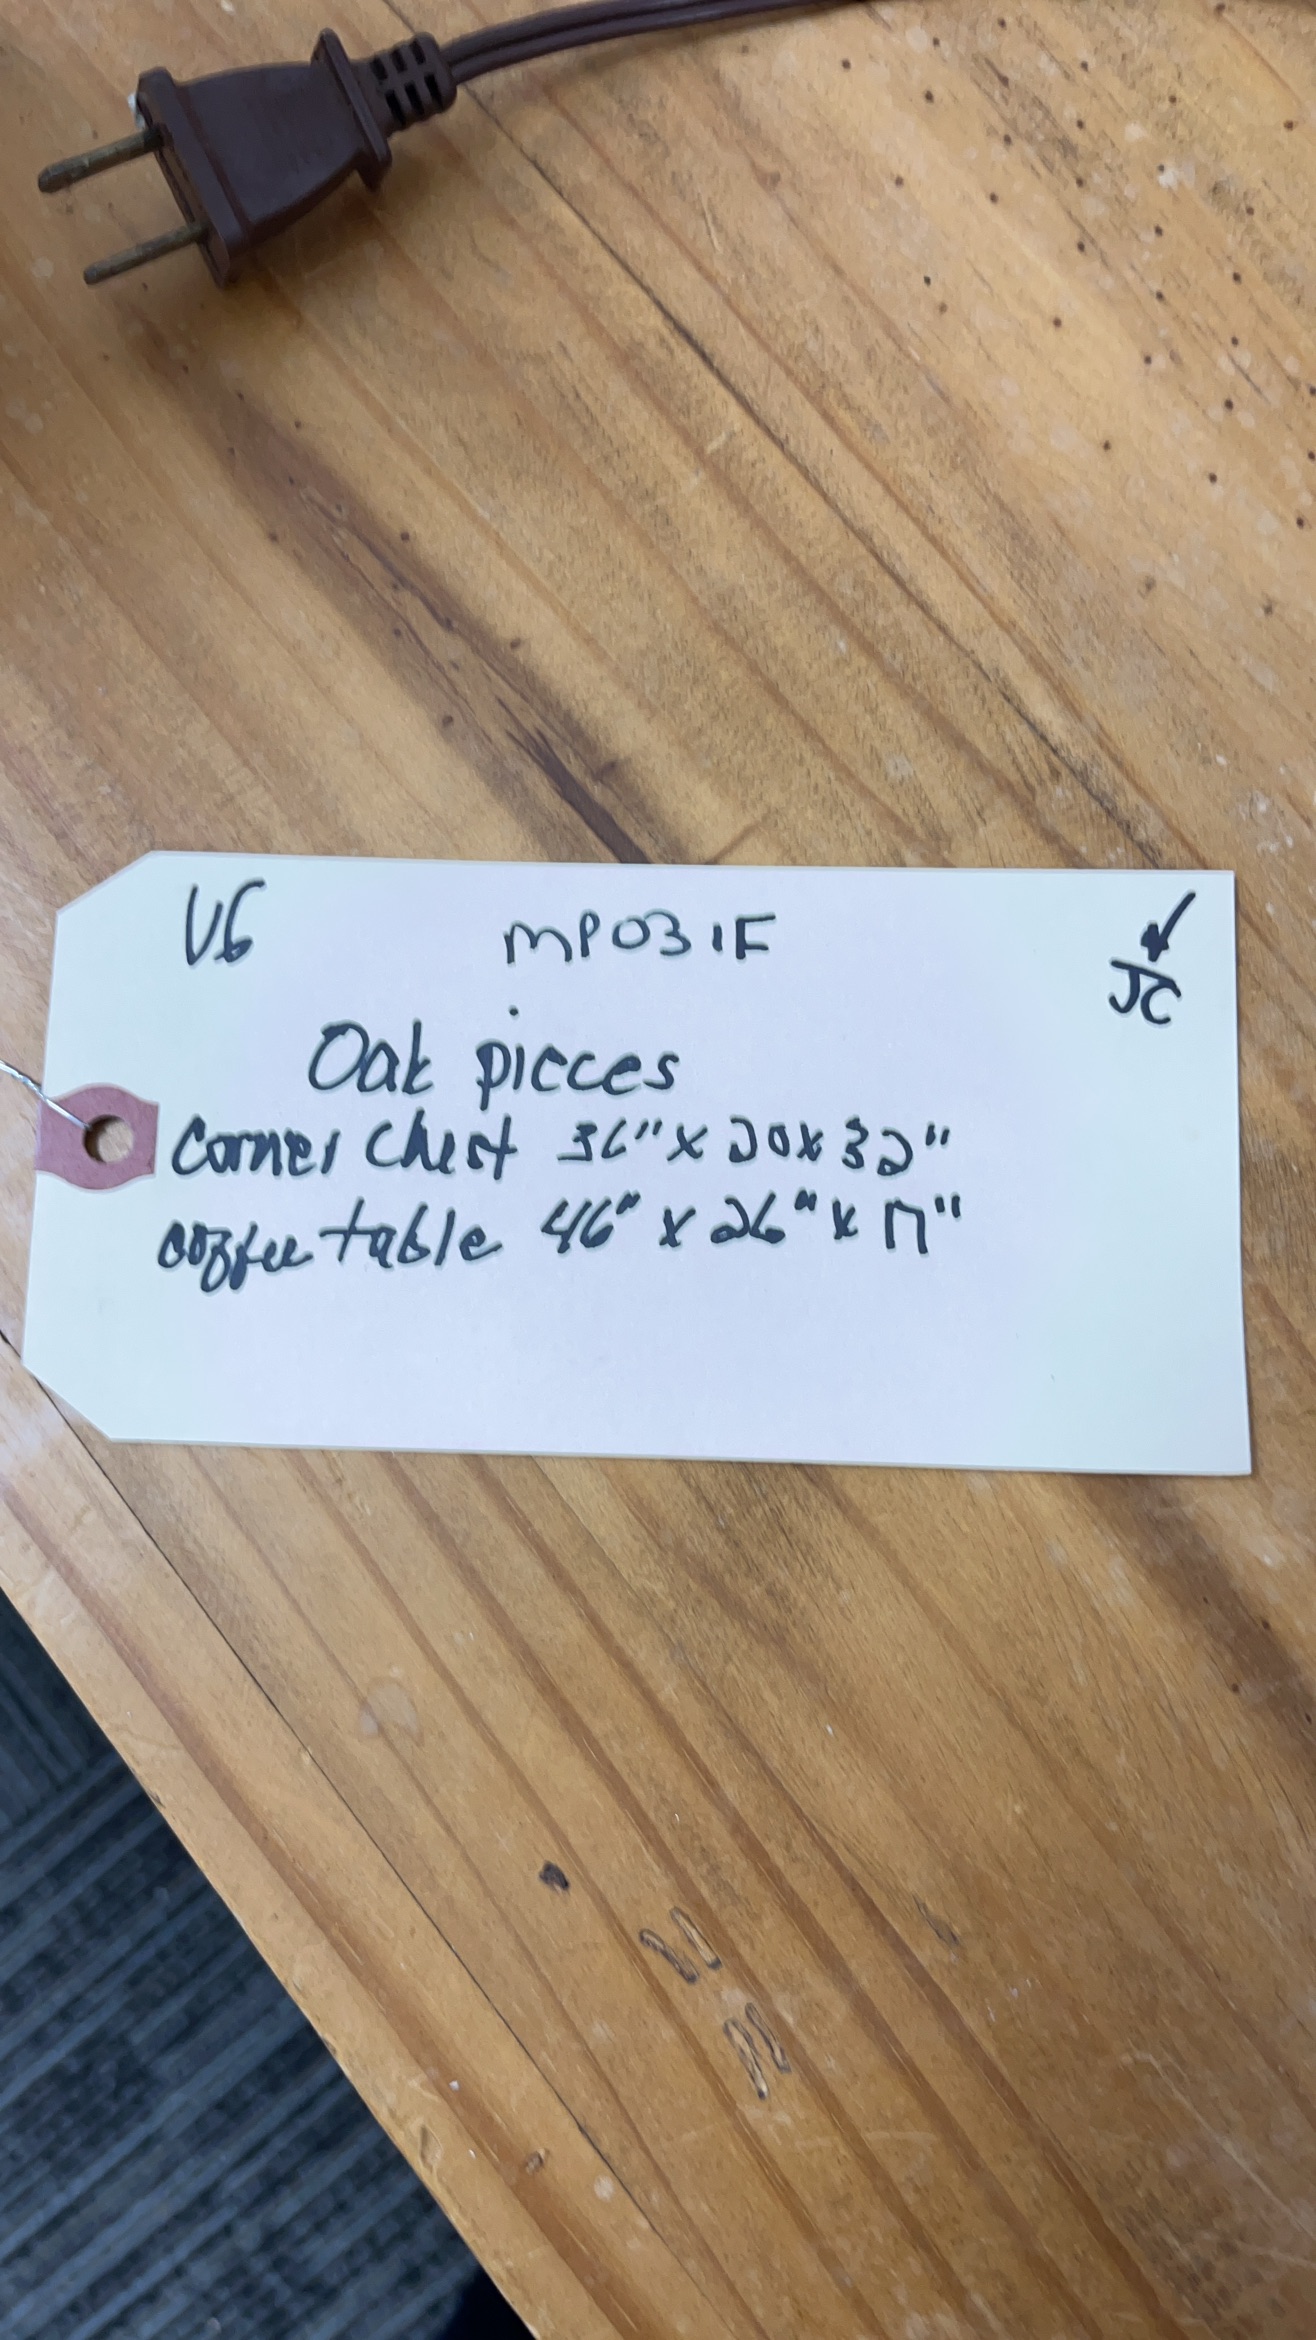 V6 MP031F JC
Oak pieces
Corner Chest 36" x 20 x 32"
coffee table 46" x 26" x 17"